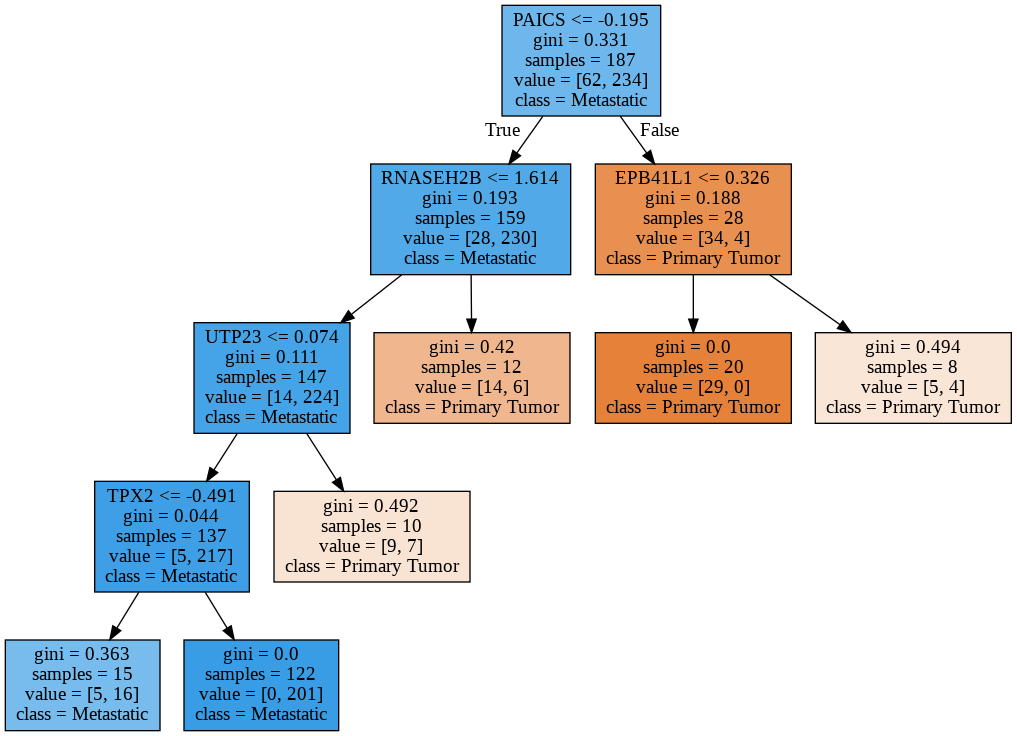 PAICS <= -0.195
gini = 0.331
samples = 187
value = [62, 234]
class = Metastatic
True
False
RNASEH2B <= 1.614
gini = 0.193
samples = 159
value = [28, 230]
class = Metastatic
EPB41L1 <= 0.326
gini = 0.188
samples = 28
value = [34, 4]
class = Primary Tumor
UTP23 <= 0.074
gini = 0.111
samples = 147
value = [14, 224]
class = Metastatic
gini = 0.42
samples = 12
value = [14, 6]
class = Primary Tumor
gini = 0.0
samples = 20
value = [29, 0]
class = Primary Tumor
gini = 0.494
samples = 8
value = [5, 4]
class = Primary Tumor
TPX2 <= -0.491
gini = 0.044
samples = 137
value = [5, 217]
class = Metastatic
gini = 0.492
samples = 10
value = [9, 7]
class = Primary Tumor
gini = 0.363
samples = 15
value = [5, 16]
class = Metastatic
gini = 0.0
samples = 122
value = [0, 201]
class = Metastatic